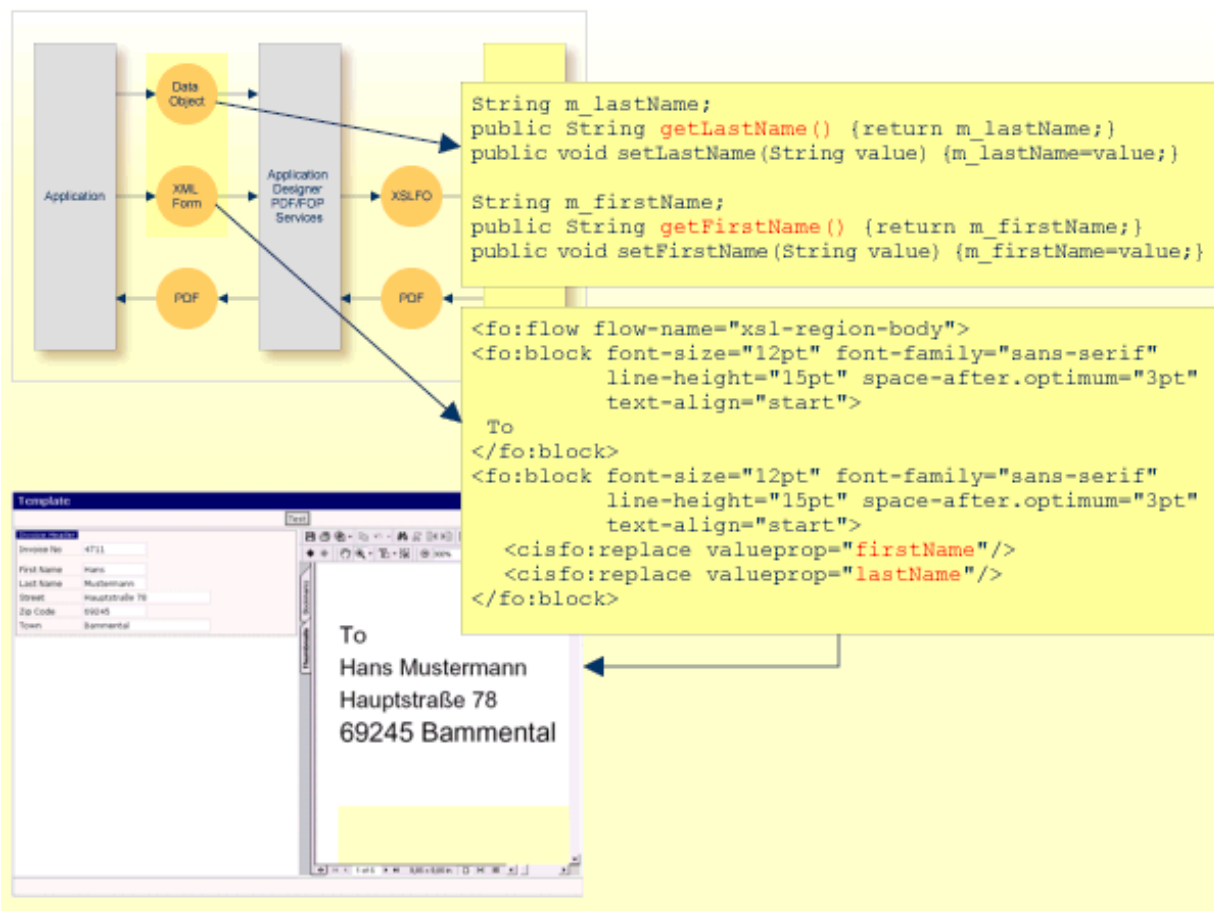 Data
Object
Application
XML
Form
Application
Designer
PDF/FOP
Services
XSLFO
PDF
PDF
String m_lastName;
public String getLastName() {return m_lastName;}
public void setLastName(String value) {m_lastName=value;}
String m_firstName;
public String getFirstName() {return m_firstName;}
public void setFirstName(String value) {m_firstName=value;}
<fo:flow flow-name="xsl-region-body">
<fo:block font-size="12pt" font-family="sans-serif"
line-height="15pt" space-after.optimum="3pt"
text-align="start">
To
</fo:block>
<fo:block font-size="12pt" font-family="sans-serif"
line-height="15pt" space-after.optimum="3pt"
text-align="start">
<cisfo:replace valueprop="firstName"/>
<cisfo:replace valueprop="lastName"/>
</fo:block>
Template
Test
Invoice Header
Invoice No 4711
First Name Hans
Last Name Mustermann
Street Hauptstraße 78
Zip Code 69245
Town Bammental
To
Hans Mustermann
Hauptstraße 78
69245 Bammental